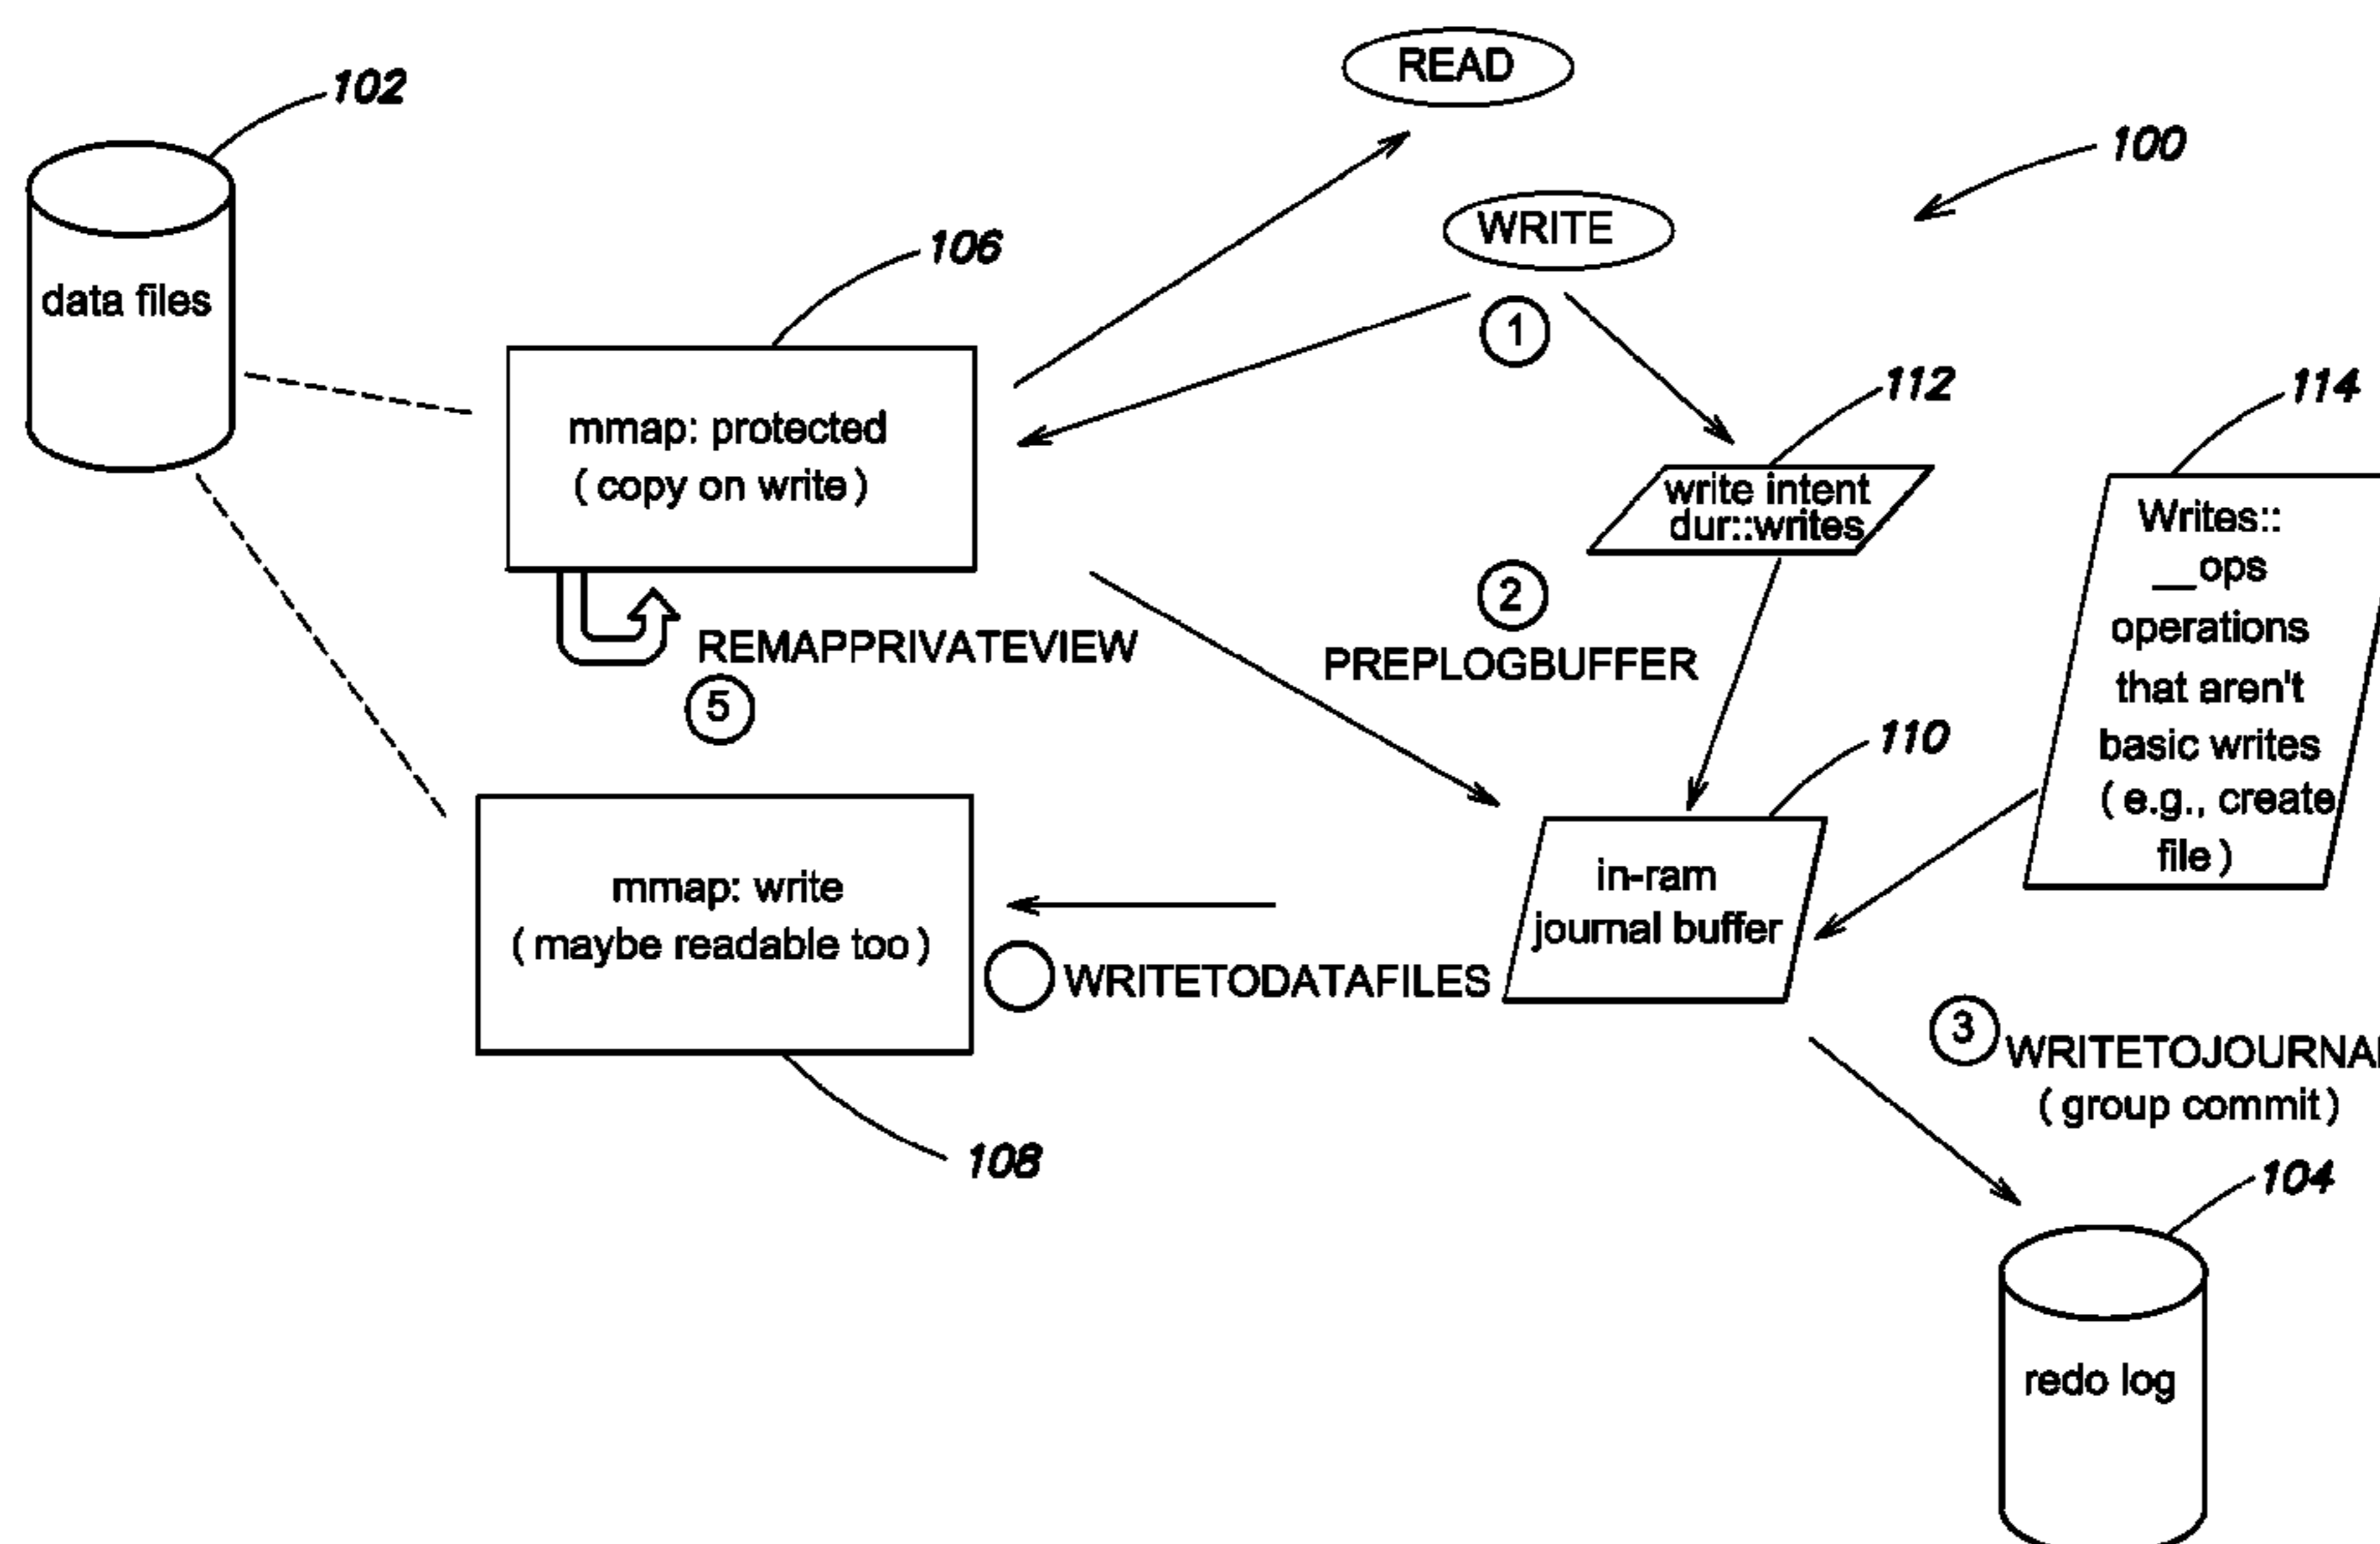 READ
102
100
WRITE
106
data files
1
112
114
mmap: protected
(copy on write)
write intent
dur::writes
Writes::
__ops
operations
that aren't
basic writes
(e.g., create
file)
2
PREPLOGBUFFER
REMAPPRIVATEVIEW
5
110
in-ram
journal buffer
mmap: write
(maybe readable too)
WRITETODATAFILES
3
WRITETOJOURNAL
(group commit)
108
104
redo log